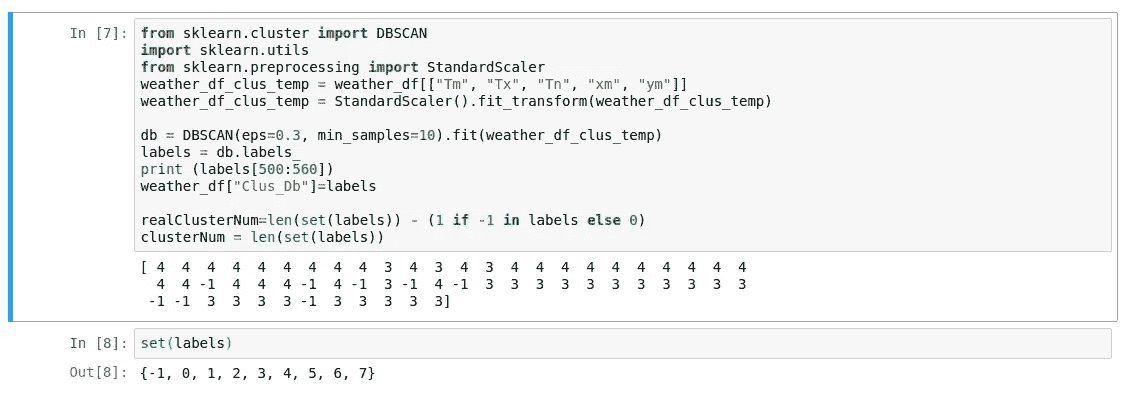 In [7]: from sklearn.cluster import DBSCAN
import sklearn.utils
from sklearn.preprocessing import StandardScaler
weather_df_clus_temp = weather_df[["Tm", "Tx", "Tn", "xm", "ym"]]
weather_df_clus_temp = StandardScaler().fit_transform(weather_df_clus_temp)

db = DBSCAN(eps=0.3, min_samples=10).fit(weather_df_clus_temp)
labels = db.labels_
print (labels[500:560])
weather_df["Clus_Db"]=labels

realClusterNum=len(set(labels)) - (1 if -1 in labels else 0)
clusterNum = len(set(labels))
[ 4 4 4 4 4 4 4 4 4 3 4 3 4 3 4 4 4 4 4 4 4 4 4 4
4 4 -1 4 4 4 -1 4 -1 3 -1 4 -1 3 3 3 3 3 3 3 3 3 3 3
-1 -1 3 3 3 3 -1 3 3 3 3 3]
In [8]: set(labels)
Out[8]: {-1, 0, 1, 2, 3, 4, 5, 6, 7}